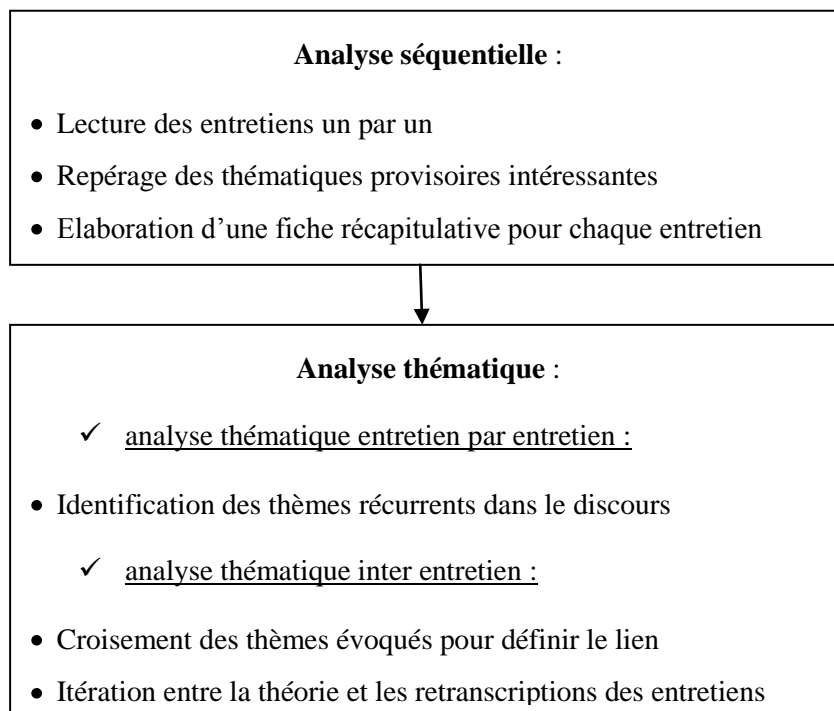 Analyse séquentielle :
• Lecture des entretiens un par un
• Repérage des thématiques provisoires intéressantes
• Elaboration d’une fiche récapitulative pour chaque entretien
Analyse thématique :
✓ analyse thématique entretien par entretien :
• Identification des thèmes récurrents dans le discours
✓ analyse thématique inter entretien :
• Croisement des thèmes évoqués pour définir le lien
• Itération entre la théorie et les retranscriptions des entretiens